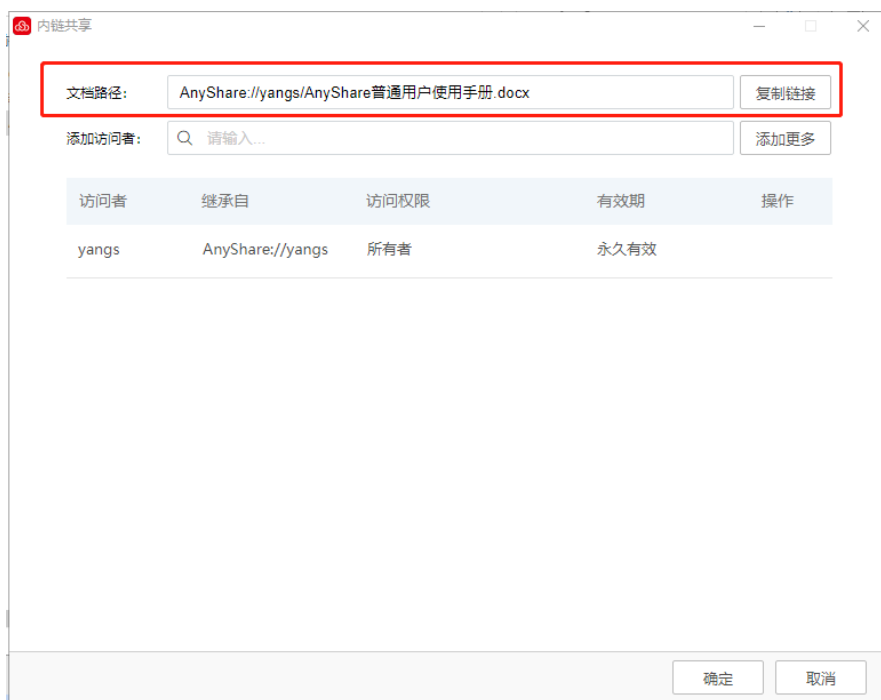 内链共享
文档路径： AnyShare://yangs/AnyShare普通用户使用手册.docx 复制链接
添加访问者： 请输入... 添加更多
访问者 继承自 访问权限 有效期 操作
yangs AnyShare://yangs 所有者 永久有效
确定 取消